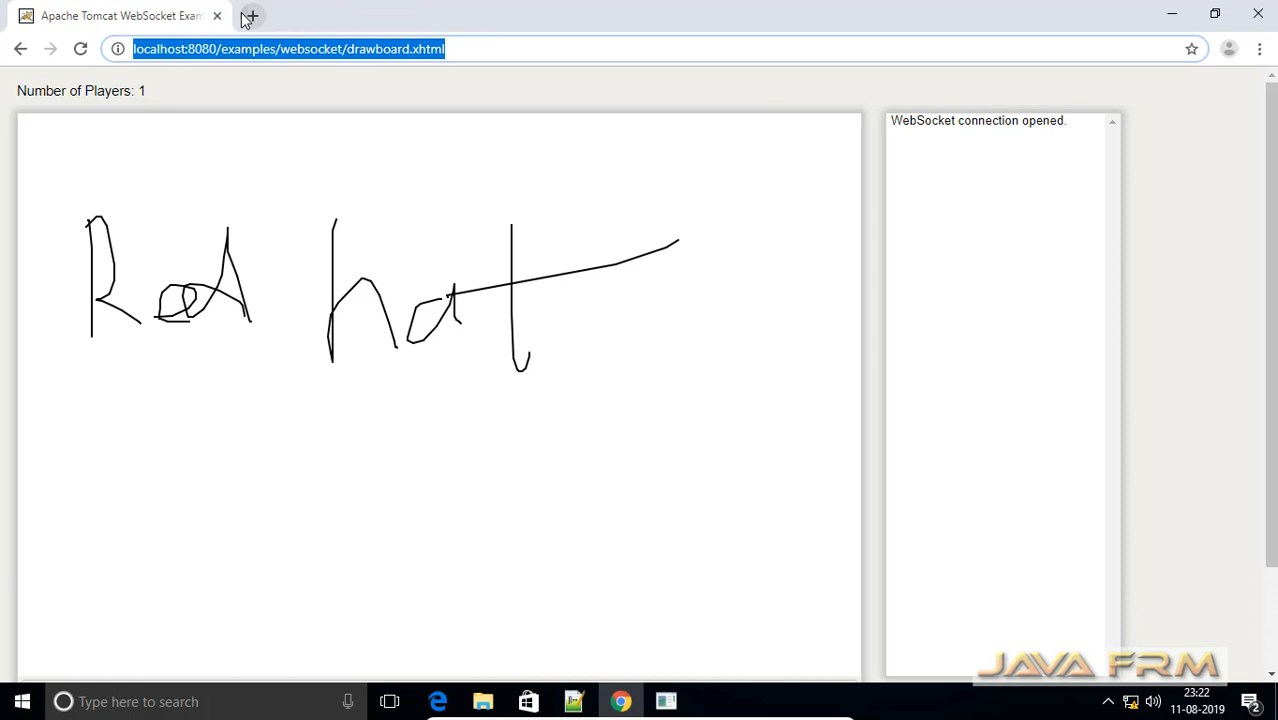 Apache Tomcat WebSocket Exam
localhost:8080/examples/websocket/drawboard.xhtml
Number of Players: 1
WebSocket connection opened.
Red hat
JAVA FRM
Type here to search
23:22
11-08-2019
2